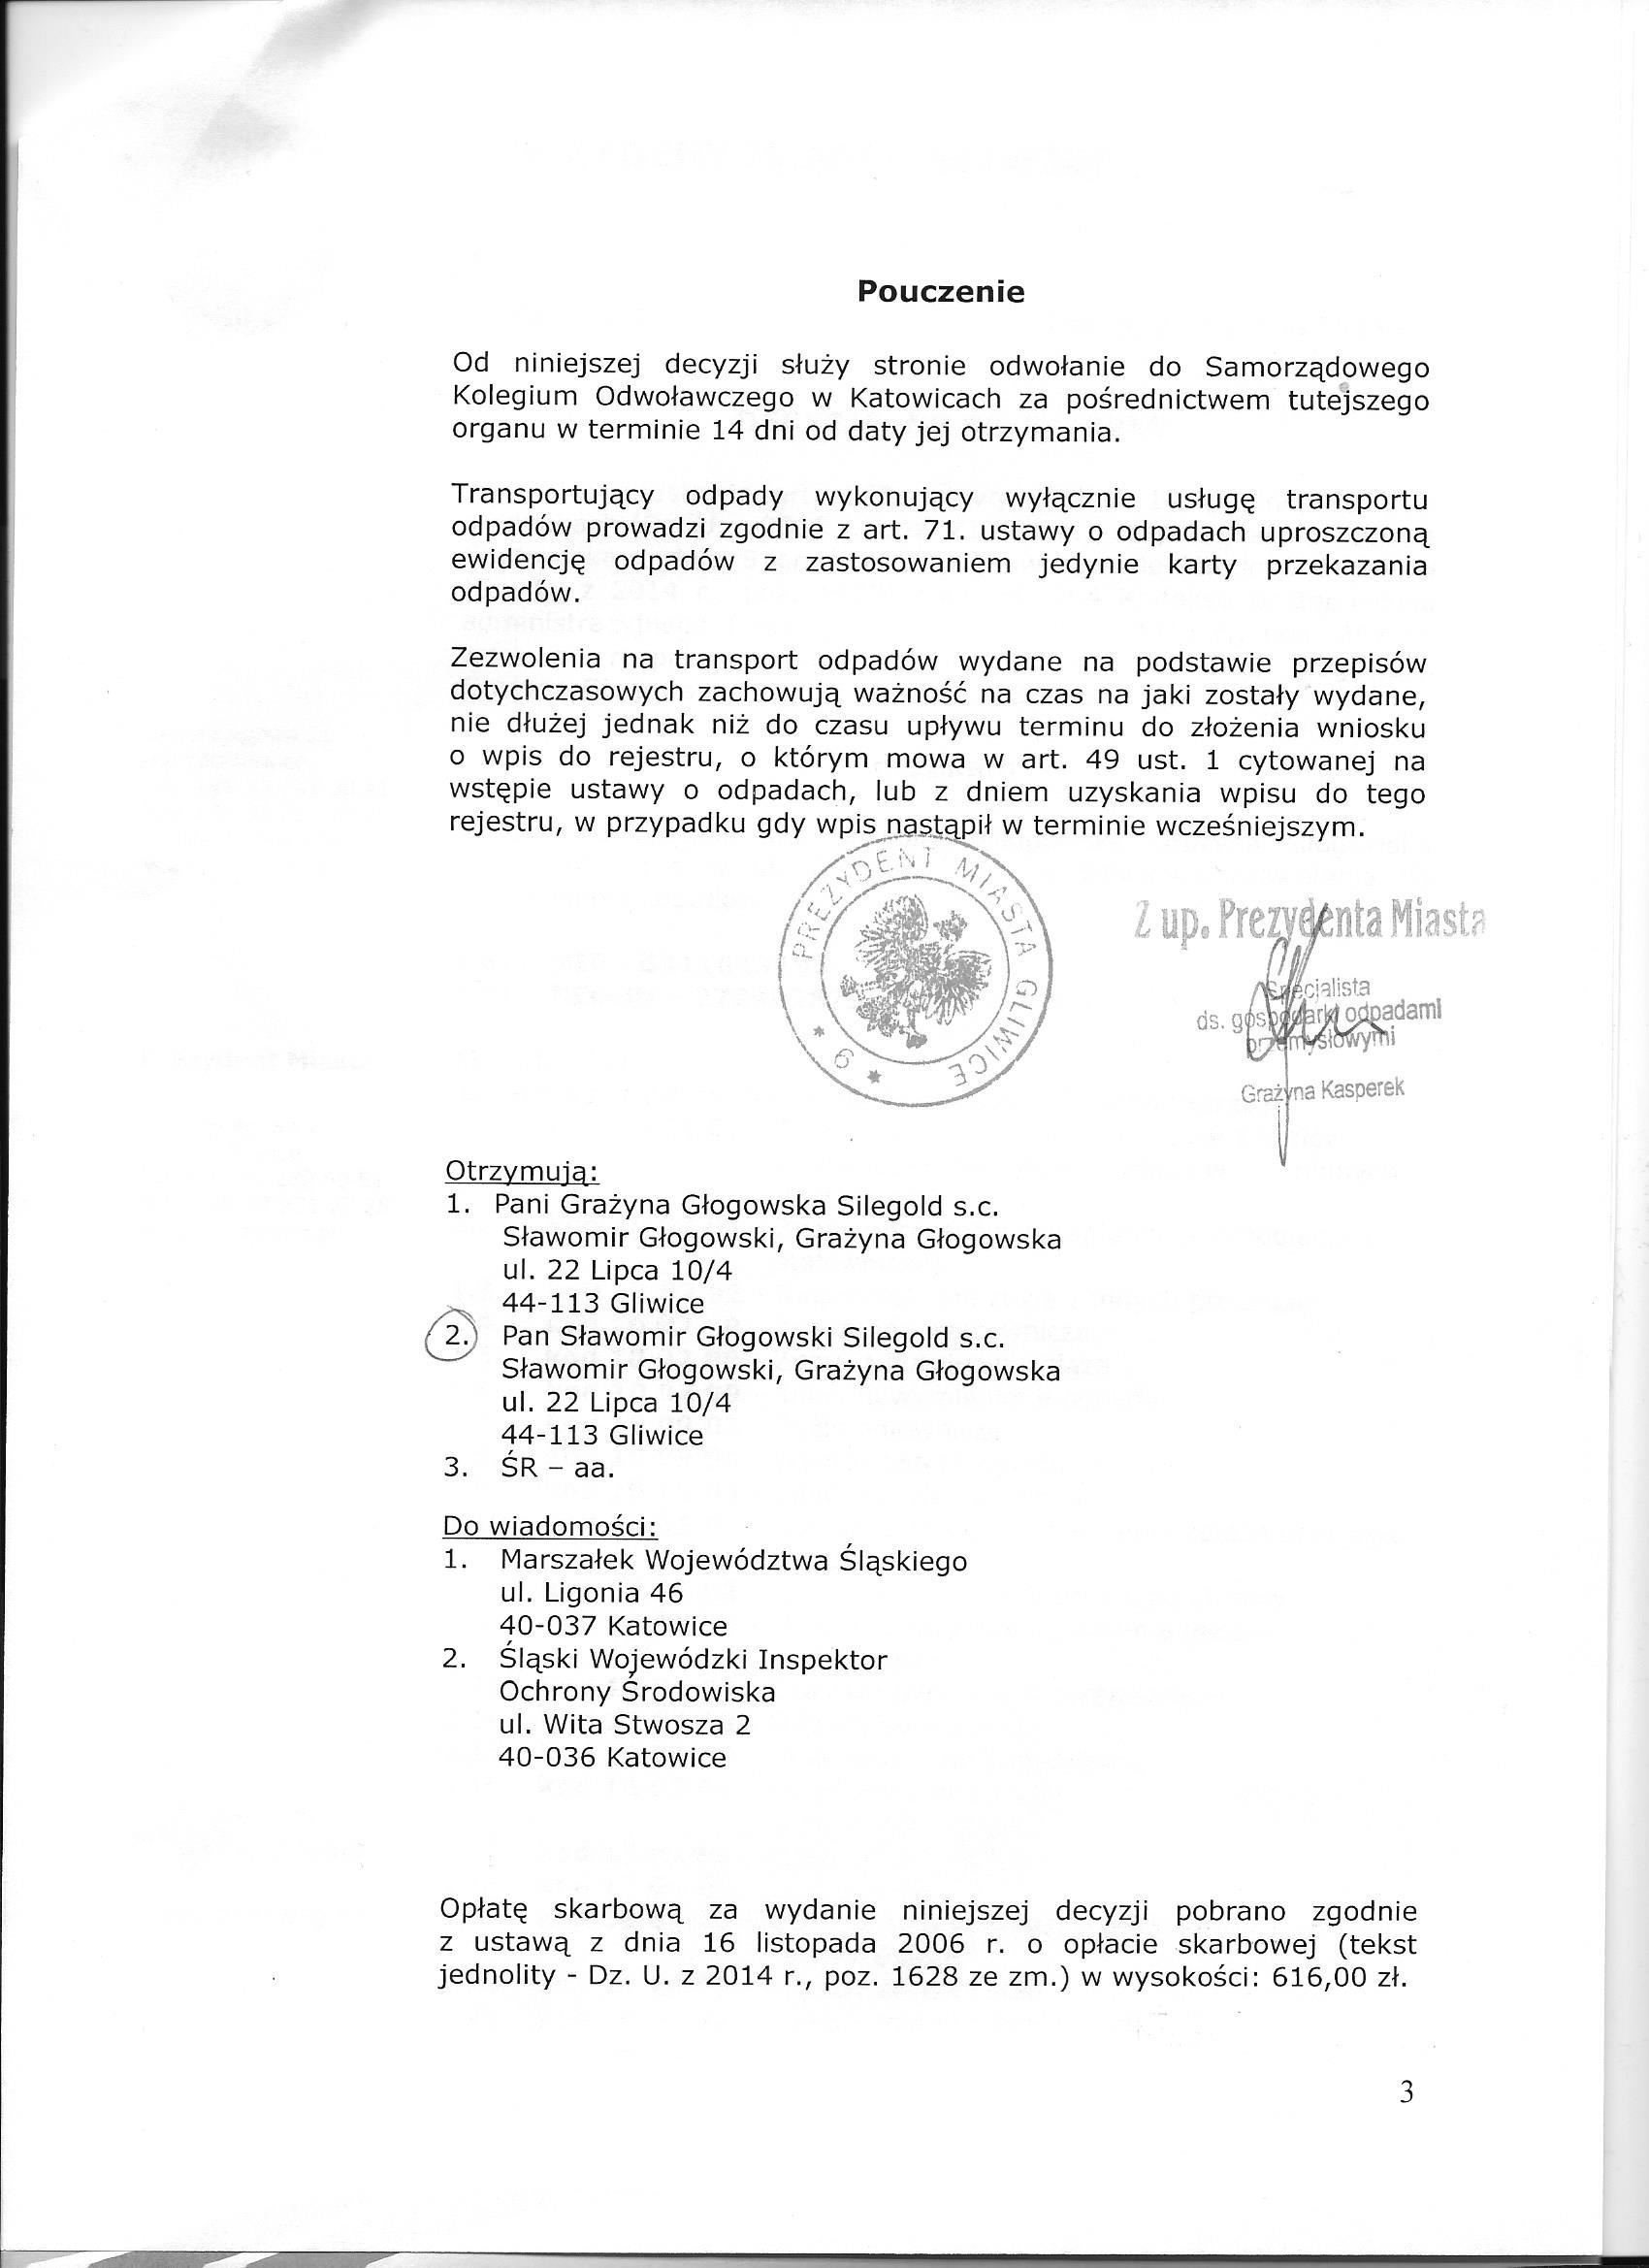 Pouczenie
Od niniejszej decyzji służy stronie odwołanie do Samorządowego
Kolegium Odwoławczego w Katowicach za pośrednictwem tutejszego
organu w terminie 14 dni od daty jej otrzymania.
Transportujący odpady wykonujący wyłącznie usługę transportu
odpadów prowadzi zgodnie z art. 71. ustawy o odpadach uproszczoną
ewidencję odpadów z zastosowaniem jedynie karty przekazania
odpadów.
Zezwolenia na transport odpadów wydane na podstawie przepisów
dotychczasowych zachowują ważność na czas na jaki zostały wydane,
nie dłużej jednak niż do czasu upływu terminu do złożenia wniosku
o wpis do rejestru, o którym mowa w art. 49 ust. 1 cytowanej na
wstępie ustawy o odpadach, lub z dniem uzyskania wpisu do tego
rejestru, w przypadku gdy wpis nastąpił w terminie wcześniejszym.
PREZYDENT MIASTA GLIWICE
* 9 *
Z up. Prezydenta Miasta
Specjalista
ds. gospodarki odpadami
przemysłowymi
Grażyna Kasperek
Otrzymują:
1. Pani Grażyna Głogowska Silegold s.c.
Sławomir Głogowski, Grażyna Głogowska
ul. 22 Lipca 10/4
44-113 Gliwice
2. Pan Sławomir Głogowski Silegold s.c.
Sławomir Głogowski, Grażyna Głogowska
ul. 22 Lipca 10/4
44-113 Gliwice
3. ŚR – aa.
Do wiadomości:
1. Marszałek Województwa Śląskiego
ul. Ligonia 46
40-037 Katowice
2. Śląski Wojewódzki Inspektor
Ochrony Środowiska
ul. Wita Stwosza 2
40-036 Katowice
Opłatę skarbową za wydanie niniejszej decyzji pobrano zgodnie
z ustawą z dnia 16 listopada 2006 r. o opłacie skarbowej (tekst
jednolity - Dz. U. z 2014 r., poz. 1628 ze zm.) w wysokości: 616,00 zł.
3